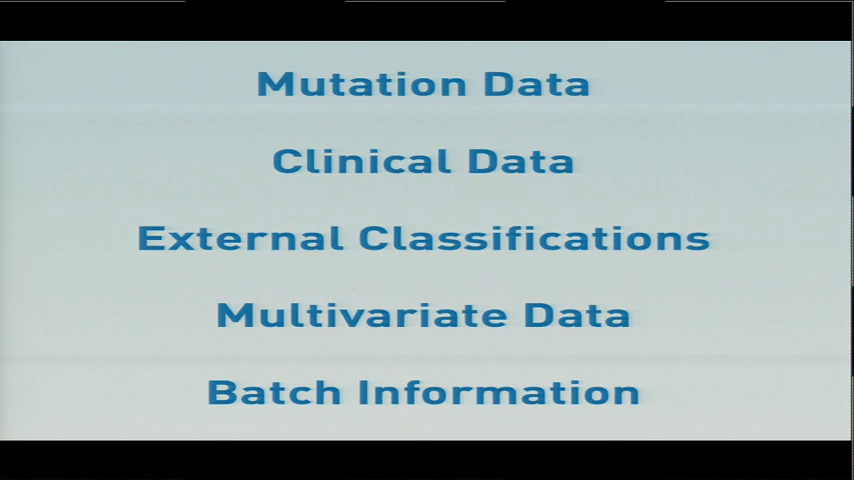 Mutation Data
Clinical Data
External Classifications
Multivariate Data
Batch Information